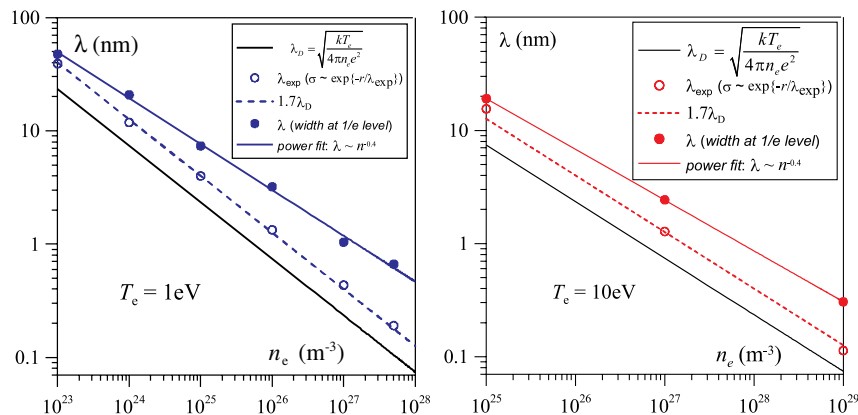 100
λ (nm)
λ_D = √(kT_e / 4πn_e e²)
λ_exp (σ ~ exp{-r/λ_exp})
1.7λ_D
λ (width at 1/e level)
power fit: λ ~ n^-0.4
10
1
T_e = 1eV
n_e (m^-3)
0.1
10^23 10^24 10^25 10^26 10^27 10^28
100
λ (nm)
λ_D = √(kT_e / 4πn_e e²)
λ_exp (σ ~ exp{-r/λ_exp})
1.7λ_D
λ (width at 1/e level)
power fit: λ ~ n^-0.4
10
1
T_e = 10eV
n_e (m^-3)
0.1
10^25 10^26 10^27 10^28 10^29